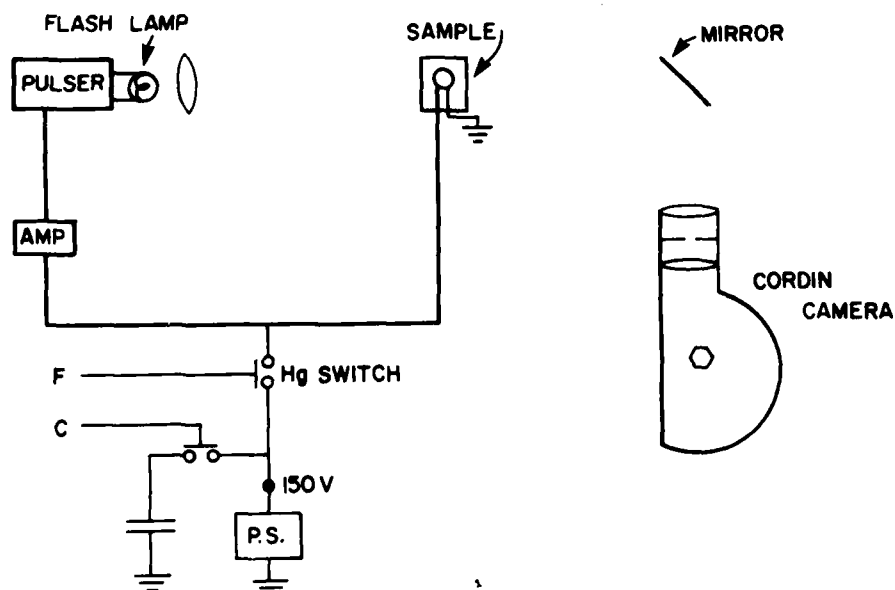 FLASH LAMP
SAMPLE
MIRROR
PULSER
AMP
CORDIN
CAMERA
F
Hg SWITCH
C
150V
P.S.